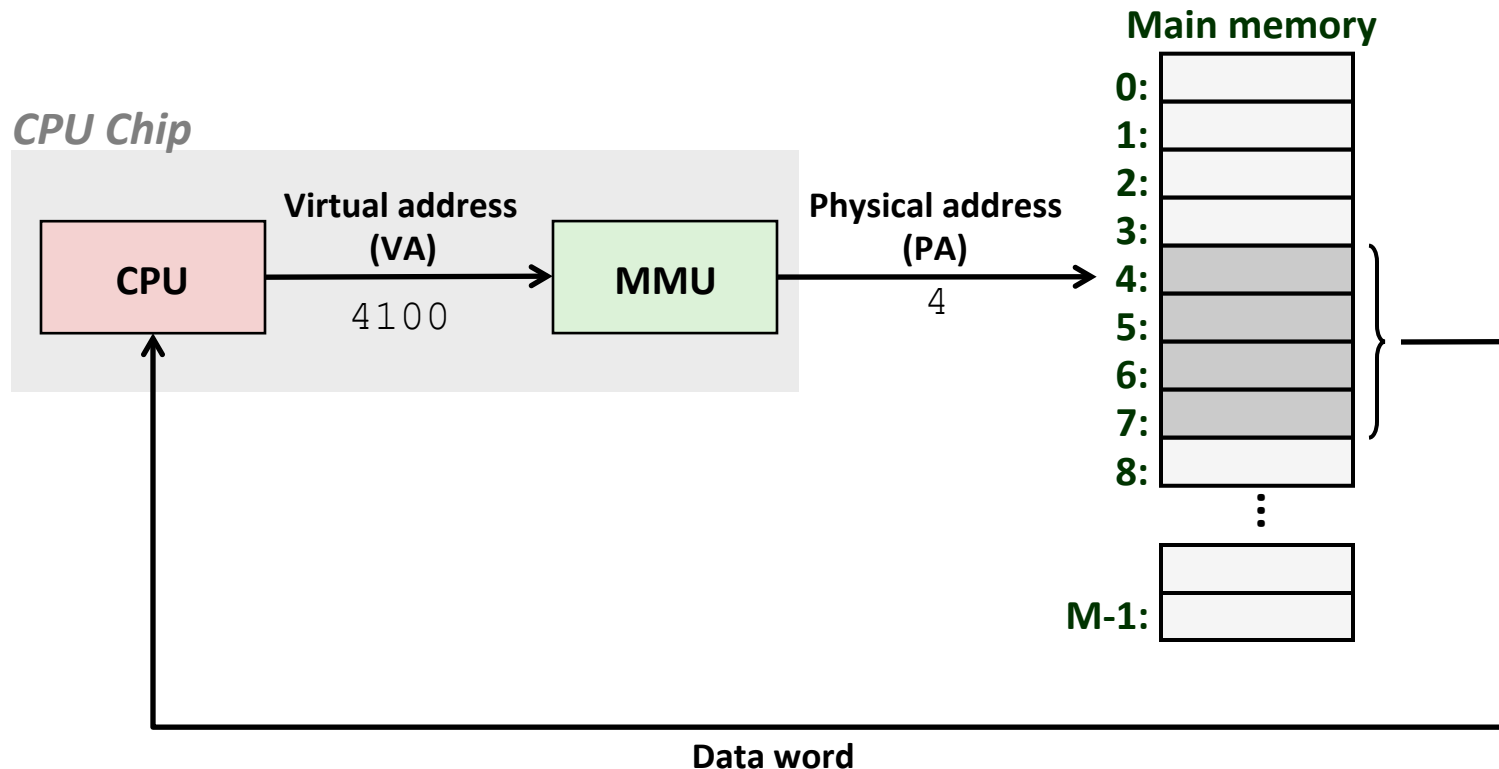 Main memory
CPU Chip
0:
1:
2:
3:
4:
5:
6:
7:
8:
M-1:
Virtual address
(VA)
Physical address
(PA)
CPU
MMU
4100
4
Data word